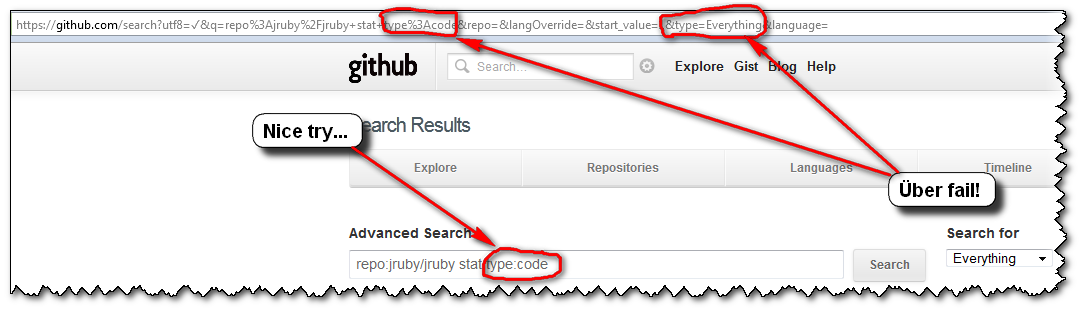 https://github.com/search?utf8=✓&q=repo%3Ajruby%2Fjruby+stat+type%3Acode&repo=&langOverride=&start_value=1&type=Everything&language=
github
Search...
Explore Gist Blog Help
Nice try...
Search Results
Explore Repositories Languages Timeline
Über fail!
Advanced Search
Search for
repo:jruby/jruby stat type:code
Search
Everything